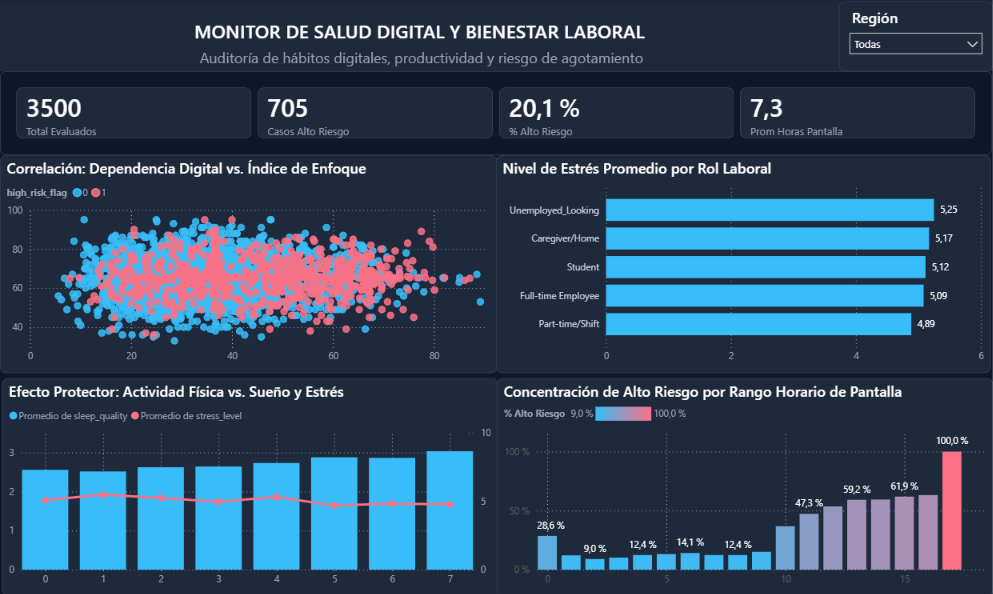 MONITOR DE SALUD DIGITAL Y BIENESTAR LABORAL
Auditoría de hábitos digitales, productividad y riesgo de agotamiento
Región
Todas
3500
Total Evaluados
705
Casos Alto Riesgo
20,1 %
% Alto Riesgo
7,3
Prom Horas Pantalla
Correlación: Dependencia Digital vs. Índice de Enfoque
high_risk_flag 0 1
100
80
60
40
0 20 40 60 80
Nivel de Estrés Promedio por Rol Laboral
Unemployed_Looking 5,25
Caregiver/Home 5,17
Student 5,12
Full-time Employee 5,09
Part-time/Shift 4,89
0 2 4 6
Efecto Protector: Actividad Física vs. Sueño y Estrés
Promedio de sleep_quality Promedio de stress_level
3 10
2 5
1
0 0
0 1 2 3 4 5 6 7
Concentración de Alto Riesgo por Rango Horario de Pantalla
% Alto Riesgo 9,0 % 100,0 %
100 %
50 %
0 %
28,6 % 9,0 % 12,4 % 14,1 % 12,4 % 47,3 % 59,2 % 61,9 % 100,0 %
0 5 10 15